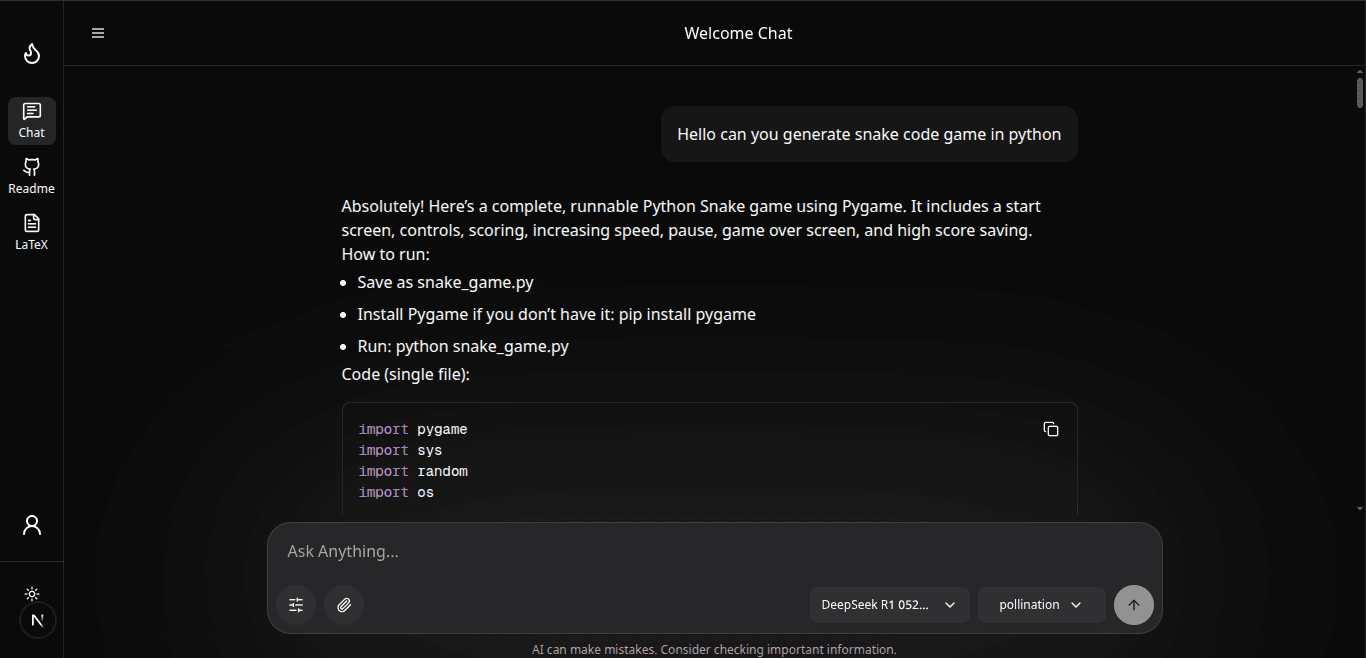 Welcome Chat
Chat
Readme
LaTeX
Hello can you generate snake code game in python
Absolutely! Here’s a complete, runnable Python Snake game using Pygame. It includes a start
screen, controls, scoring, increasing speed, pause, game over screen, and high score saving.
How to run:
• Save as snake_game.py
• Install Pygame if you don’t have it: pip install pygame
• Run: python snake_game.py
Code (single file):
import pygame
import sys
import random
import os
Ask Anything...
DeepSeek R1 052...
pollination
N
AI can make mistakes. Consider checking important information.